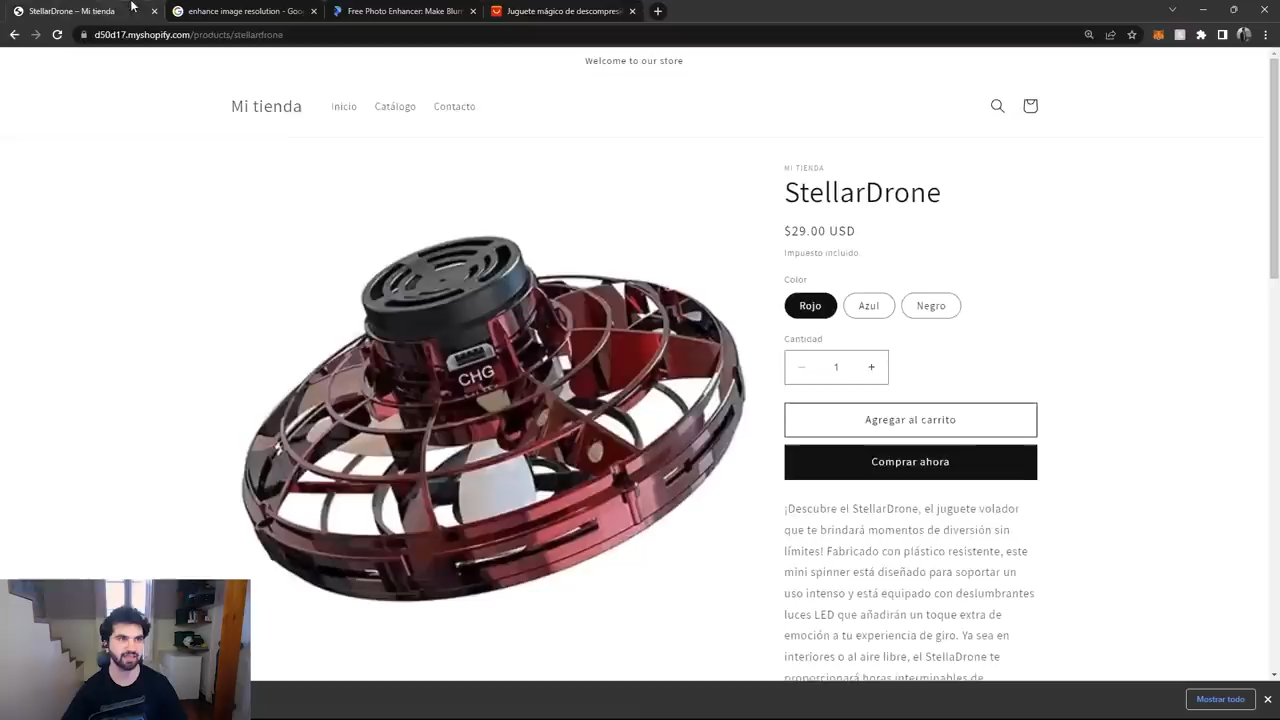 StellarDrone – Mi tienda
enhance image resolution - Goo
Free Photo Enhancer: Make Blurr
Juguete mágico de descompresi
d50d17.myshopify.com/products/stellardrone
Welcome to our store
Mi tienda
Inicio
Catálogo
Contacto
MI TIENDA
StellarDrone
$29.00 USD
Impuesto incluido.
Color
Rojo
Azul
Negro
Cantidad
1
Agregar al carrito
Comprar ahora
CHG
¡Descubre el StellarDrone, el juguete volador
que te brindará momentos de diversión sin
límites! Fabricado con plástico resistente, este
mini spinner está diseñado para soportar un
uso intenso y está equipado con deslumbrantes
luces LED que añadirán un toque extra de
emoción a tu experiencia de giro. Ya sea en
interiores o al aire libre, el StellaDrone te
proporcionará horas interminables de
Mostrar todo